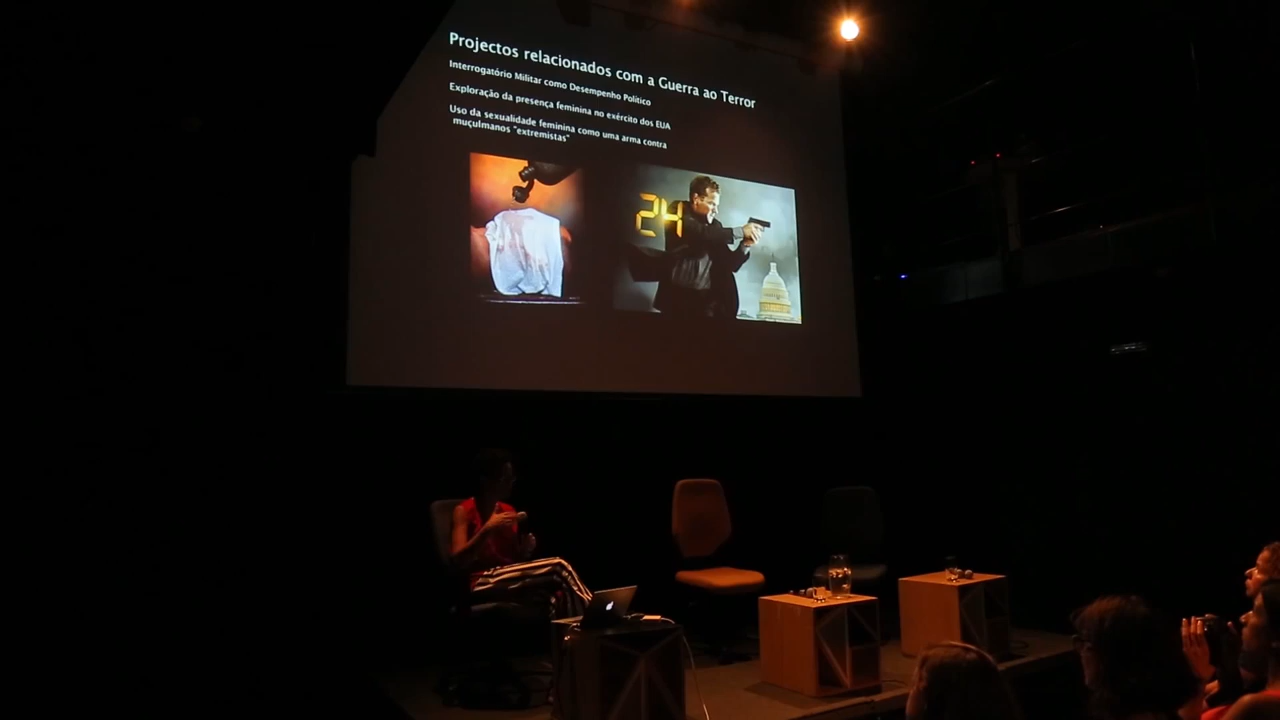 Projectos relacionados com a Guerra ao Terror
Interrogatório Militar como Desempenho Político
Exploração da presença feminina no exército dos EUA
Uso da sexualidade feminina como uma arma contra
muçulmanos "extremistas"
24